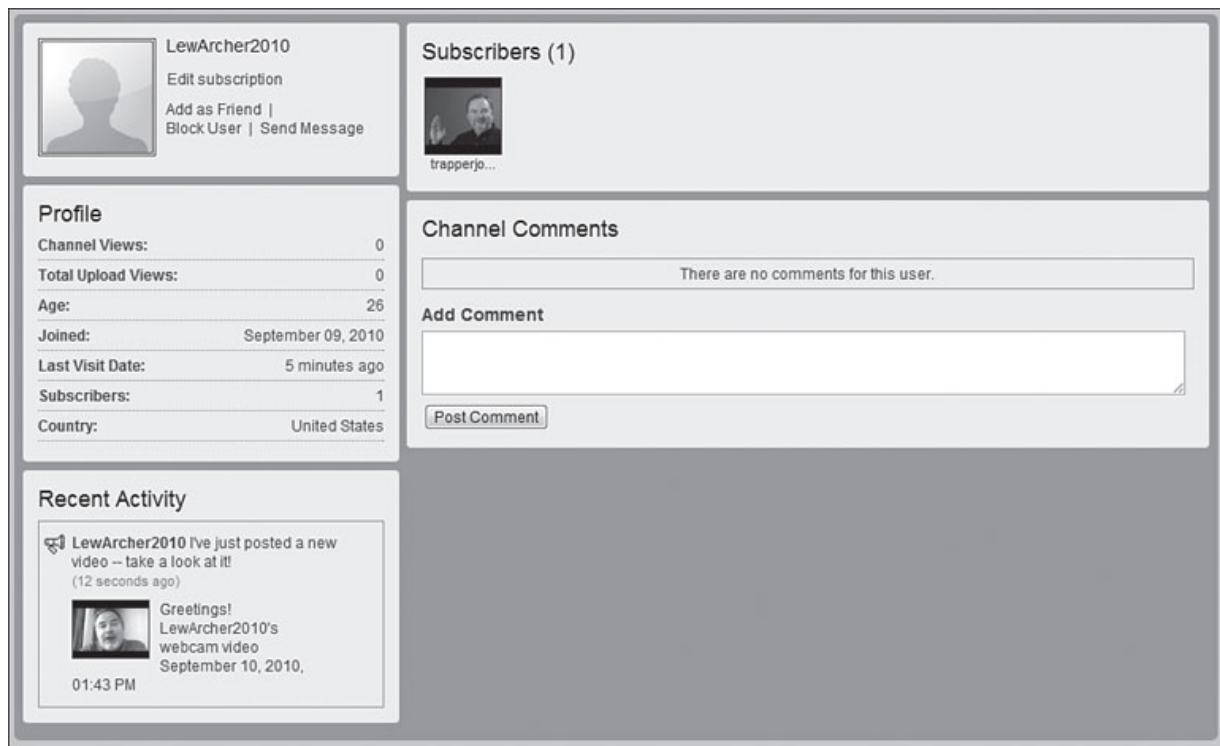 LewArcher2010
Edit subscription
Add as Friend |
Block User | Send Message
Profile
Channel Views: 0
Total Upload Views: 0
Age: 26
Joined: September 09, 2010
Last Visit Date: 5 minutes ago
Subscribers: 1
Country: United States
Recent Activity
LewArcher2010 I've just posted a new
video -- take a look at it!
(12 seconds ago)
Greetings!
LewArcher2010's
webcam video
September 10, 2010,
01:43 PM
Subscribers (1)
trapperjo...
Channel Comments
There are no comments for this user.
Add Comment
Post Comment